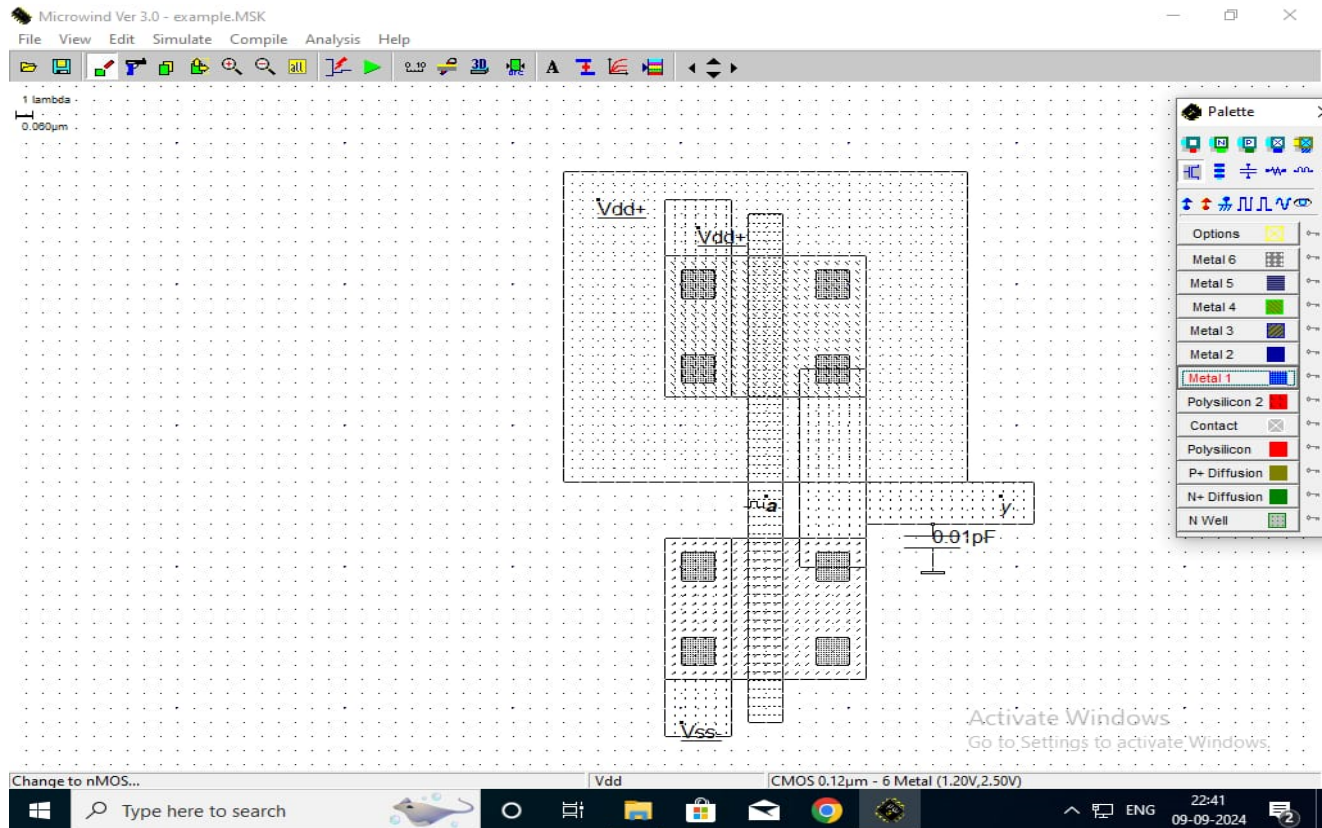 Microwind Ver 3.0 - example.MSK
File View Edit Simulate Compile Analysis Help
all 3D A
1 lambda
0.060µm
Palette
N P
Options
Metal 6
Metal 5
Metal 4
Metal 3
Metal 2
Metal 1
Polysilicon 2
Contact
Polysilicon
P+ Diffusion
N+ Diffusion
N Well
Vdd+
Vdd+
a
y
0.01pF
Vss-
Activate Windows
Go to Settings to activate Windows.
Change to nMOS... Vdd CMOS 0.12µm - 6 Metal (1.20V,2.50V)
Type here to search ENG 22:41
09-09-2024 2